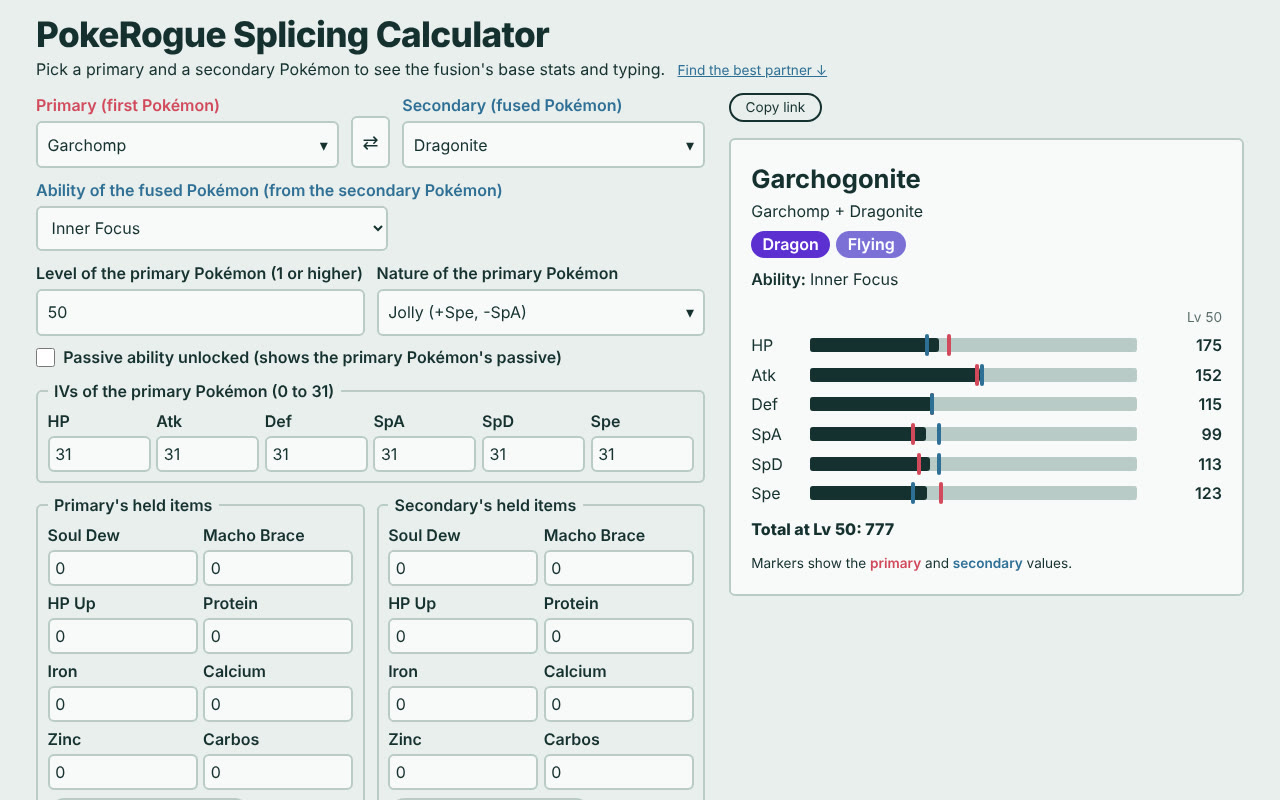 PokeRogue Splicing Calculator
Pick a primary and a secondary Pokémon to see the fusion's base stats and typing. Find the best partner ↓
Primary (first Pokémon)
Garchomp ▾
⇄
Secondary (fused Pokémon)
Dragonite ▾
Ability of the fused Pokémon (from the secondary Pokémon)
Inner Focus
Level of the primary Pokémon (1 or higher)
50
Nature of the primary Pokémon
Jolly (+Spe, -SpA) ▾
Passive ability unlocked (shows the primary Pokémon's passive)
IVs of the primary Pokémon (0 to 31)
HP Atk Def SpA SpD Spe
31 31 31 31 31 31
Primary's held items
Soul Dew Macho Brace
0 0
HP Up Protein
0 0
Iron Calcium
0 0
Zinc Carbos
0 0
Secondary's held items
Soul Dew Macho Brace
0 0
HP Up Protein
0 0
Iron Calcium
0 0
Zinc Carbos
0 0
Copy link
Garchogonite
Garchomp + Dragonite
Dragon Flying
Ability: Inner Focus
Lv 50
HP 175
Atk 152
Def 115
SpA 99
SpD 113
Spe 123
Total at Lv 50: 777
Markers show the primary and secondary values.